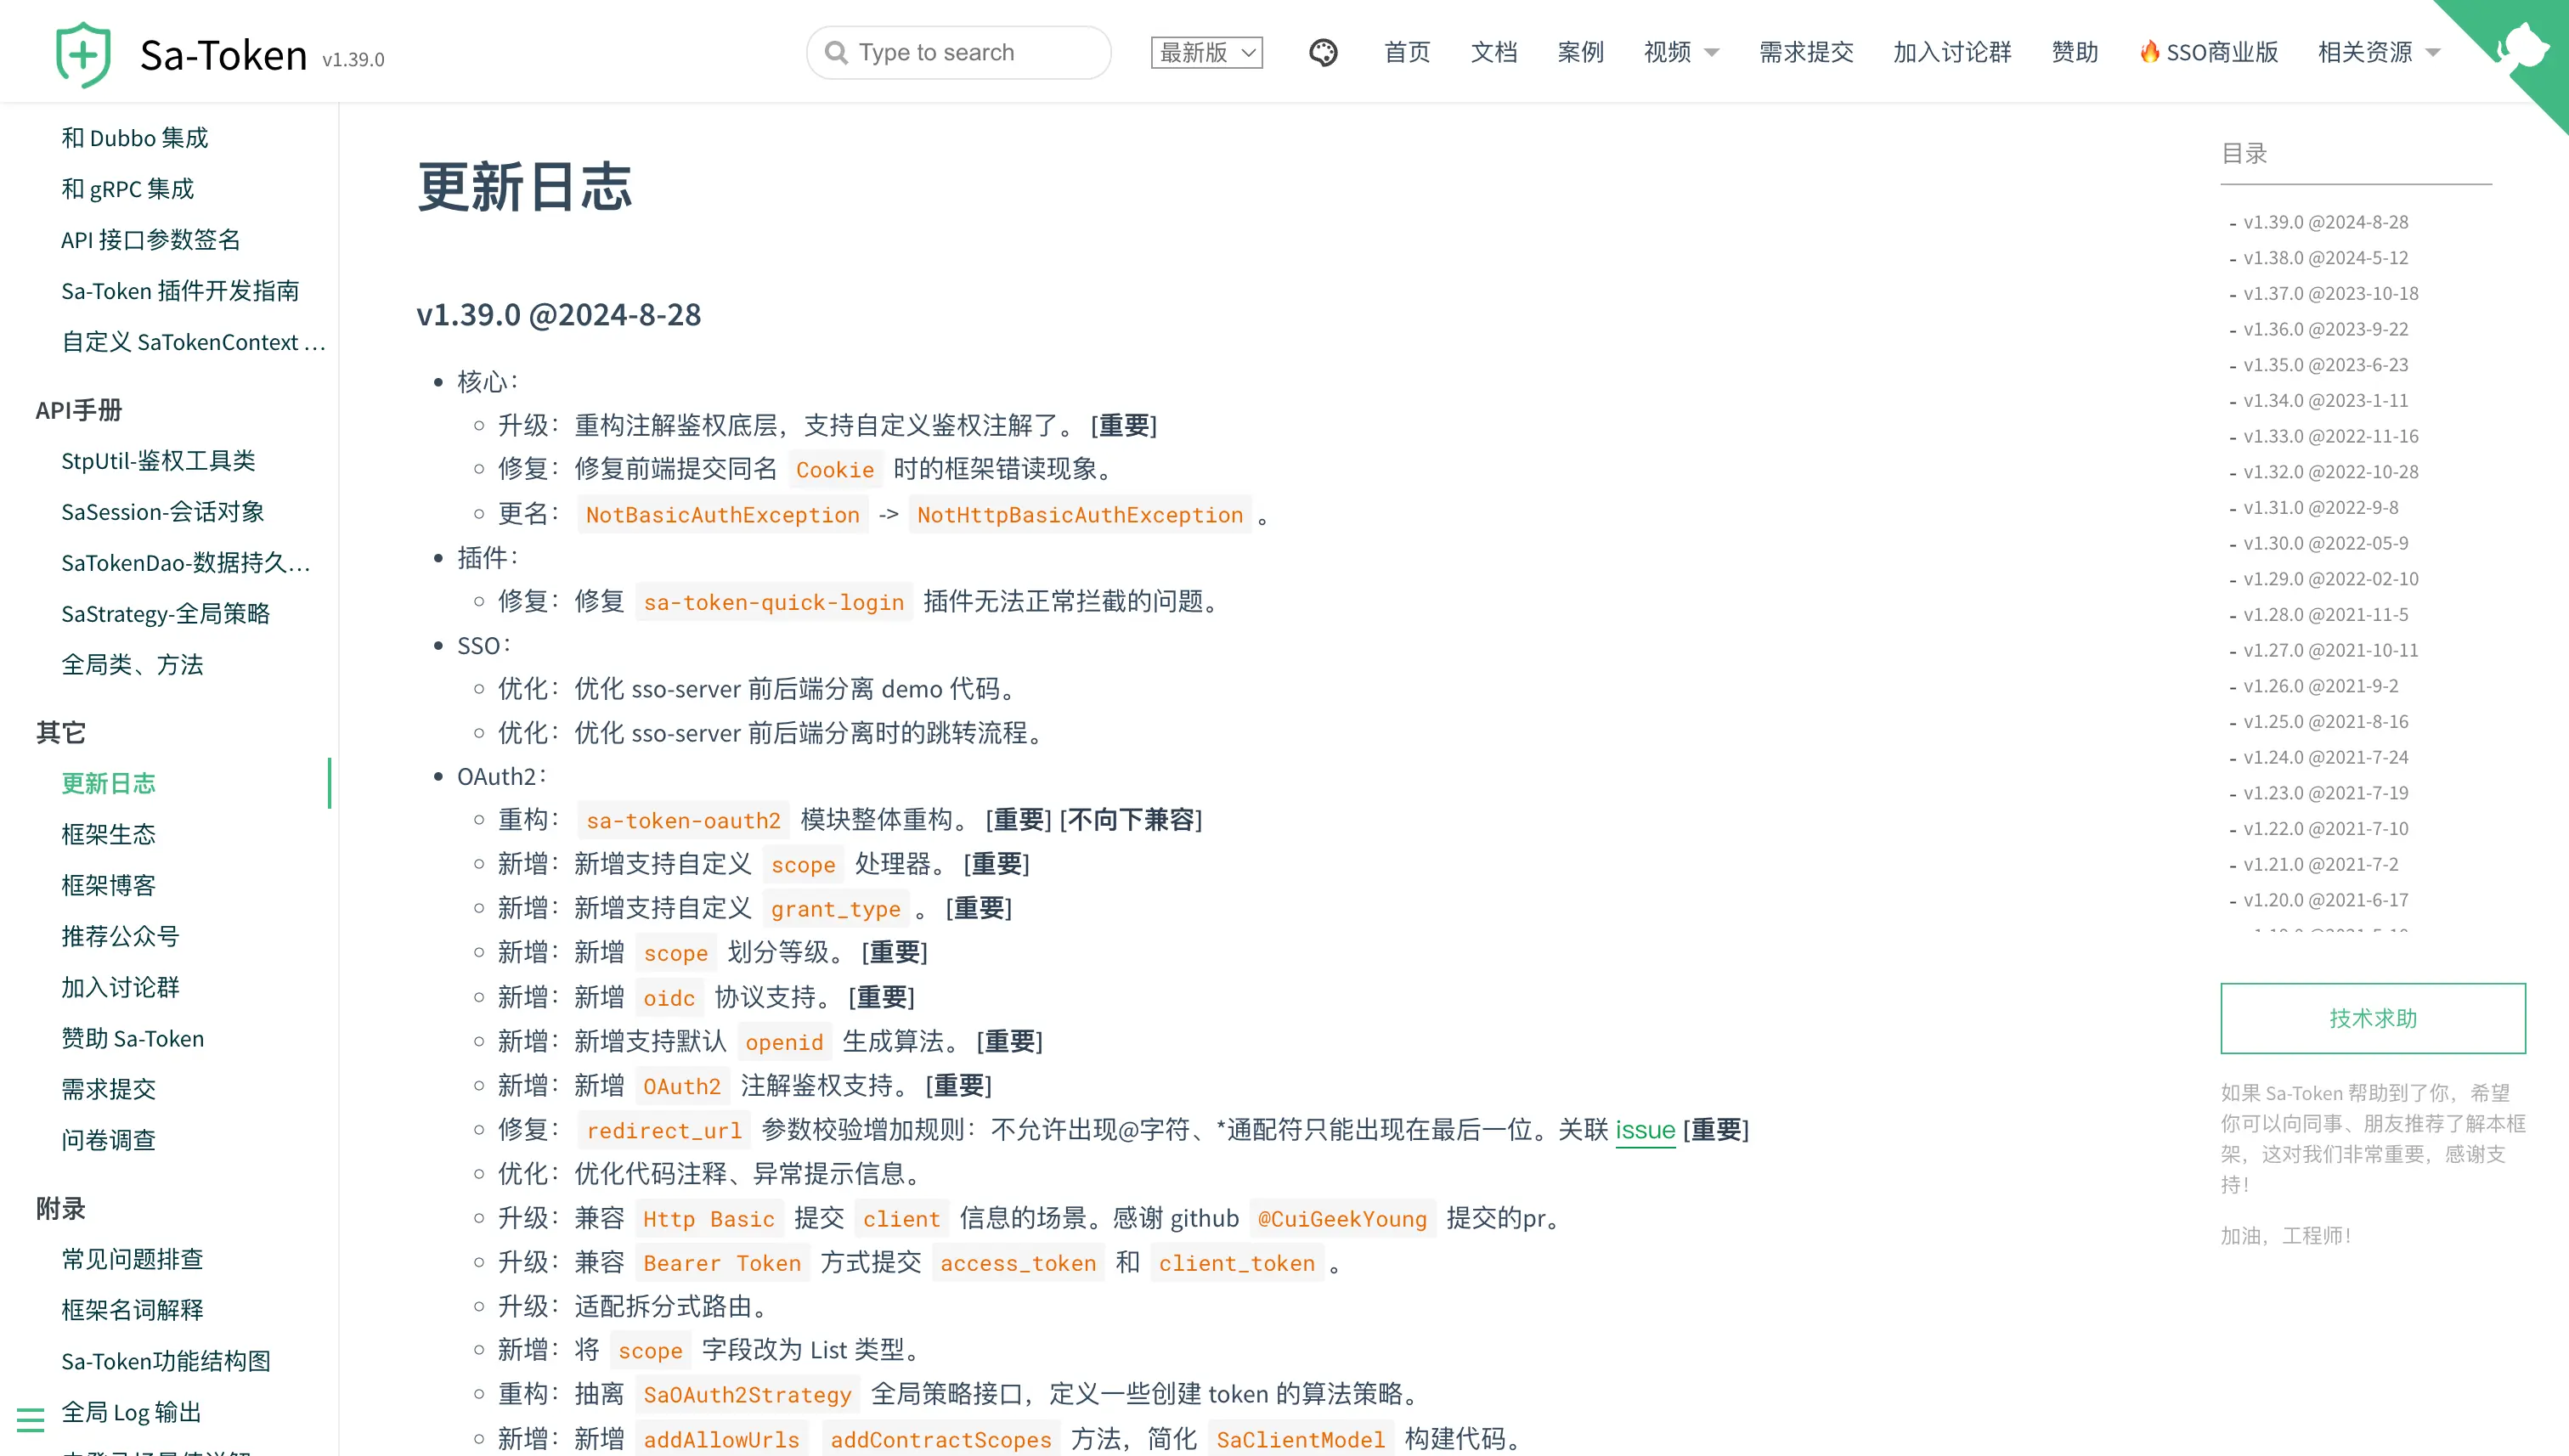 Sa-Token v1.39.0
Type to search
最新版
首页
文档
案例
视频
需求提交
加入讨论群
赞助
SSO商业版
相关资源
和 Dubbo 集成
和 gRPC 集成
API 接口参数签名
Sa-Token 插件开发指南
自定义 SaTokenContext ...
API手册
StpUtil-鉴权工具类
SaSession-会话对象
SaTokenDao-数据持久...
SaStrategy-全局策略
全局类、方法
其它
更新日志
框架生态
框架博客
推荐公众号
加入讨论群
赞助 Sa-Token
需求提交
问卷调查
附录
常见问题排查
框架名词解释
Sa-Token功能结构图
全局 Log 输出
更新日志
v1.39.0 @2024-8-28
核心：
升级：重构注解鉴权底层，支持自定义鉴权注解了。 [重要]
修复：修复前端提交同名 Cookie 时的框架错读现象。
更名： NotBasicAuthException -> NotHttpBasicAuthException 。
插件：
修复：修复 sa-token-quick-login 插件无法正常拦截的问题。
SSO：
优化：优化 sso-server 前后端分离 demo 代码。
优化：优化 sso-server 前后端分离时的跳转流程。
OAuth2：
重构： sa-token-oauth2 模块整体重构。 [重要] [不向下兼容]
新增：新增支持自定义 scope 处理器。 [重要]
新增：新增支持自定义 grant_type 。 [重要]
新增：新增 scope 划分等级。 [重要]
新增：新增 oidc 协议支持。 [重要]
新增：新增支持默认 openid 生成算法。 [重要]
新增：新增 OAuth2 注解鉴权支持。 [重要]
修复： redirect_url 参数校验增加规则：不允许出现@字符、*通配符只能出现在最后一位。关联 issue [重要]
优化：优化代码注释、异常提示信息。
升级：兼容 Http Basic 提交 client 信息的场景。感谢 github @CuiGeekYoung 提交的pr。
升级：兼容 Bearer Token 方式提交 access_token 和 client_token 。
升级：适配拆分式路由。
新增：将 scope 字段改为 List 类型。
重构：抽离 SaOAuth2Strategy 全局策略接口，定义一些创建 token 的算法策略。
新增：新增 addAllowUrls addContractScopes 方法，简化 SaClientModel 构建代码。
目录
- v1.39.0 @2024-8-28
- v1.38.0 @2024-5-12
- v1.37.0 @2023-10-18
- v1.36.0 @2023-9-22
- v1.35.0 @2023-6-23
- v1.34.0 @2023-1-11
- v1.33.0 @2022-11-16
- v1.32.0 @2022-10-28
- v1.31.0 @2022-9-8
- v1.30.0 @2022-05-9
- v1.29.0 @2022-02-10
- v1.28.0 @2021-11-5
- v1.27.0 @2021-10-11
- v1.26.0 @2021-9-2
- v1.25.0 @2021-8-16
- v1.24.0 @2021-7-24
- v1.23.0 @2021-7-19
- v1.22.0 @2021-7-10
- v1.21.0 @2021-7-2
- v1.20.0 @2021-6-17
技术求助
如果 Sa-Token 帮助到了你，希望
你可以向同事、朋友推荐了解本框
架，这对我们非常重要，感谢支
持！
加油，工程师！